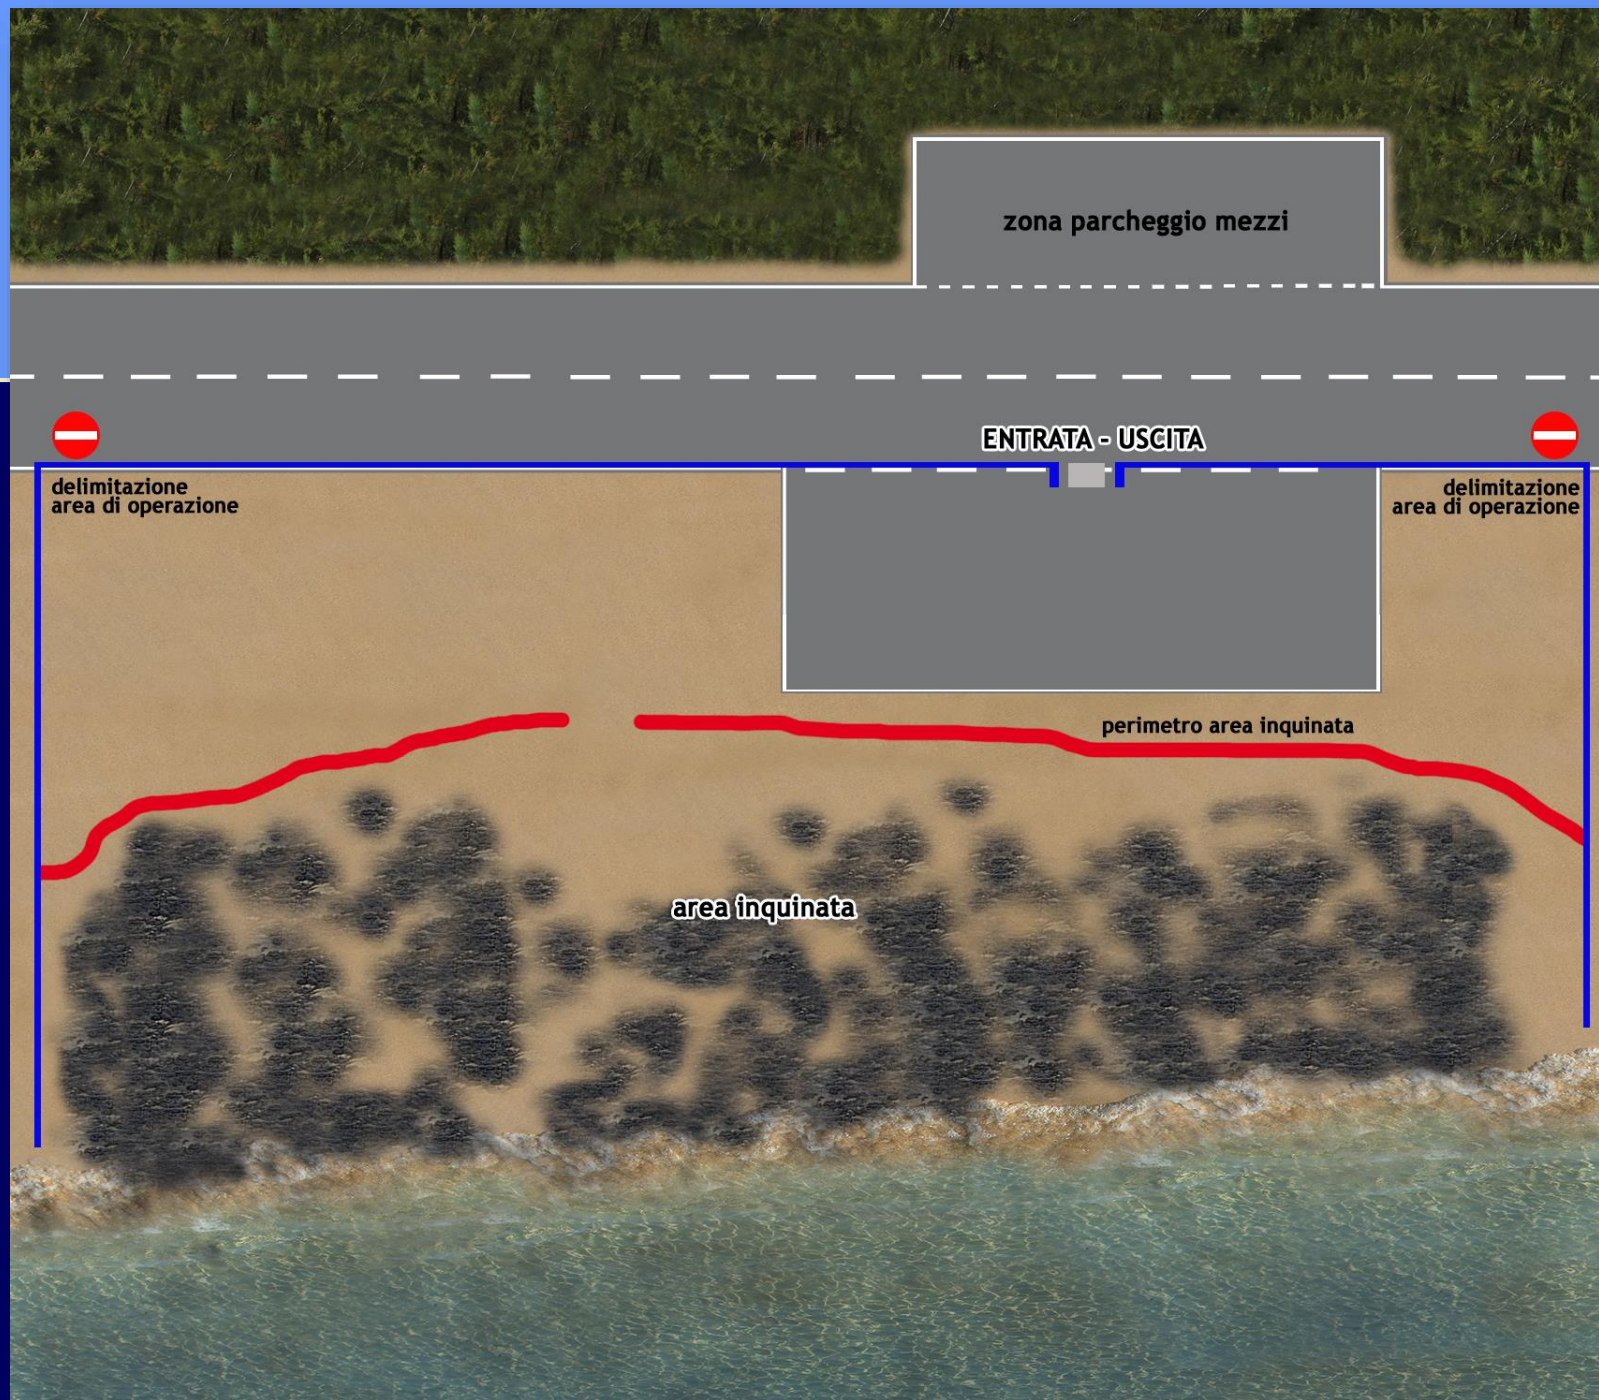 zona parcheggio mezzi
ENTRATA - USCITA
delimitazione
area di operazione
delimitazione
area di operazione
perimetro area inquinata
area inquinata